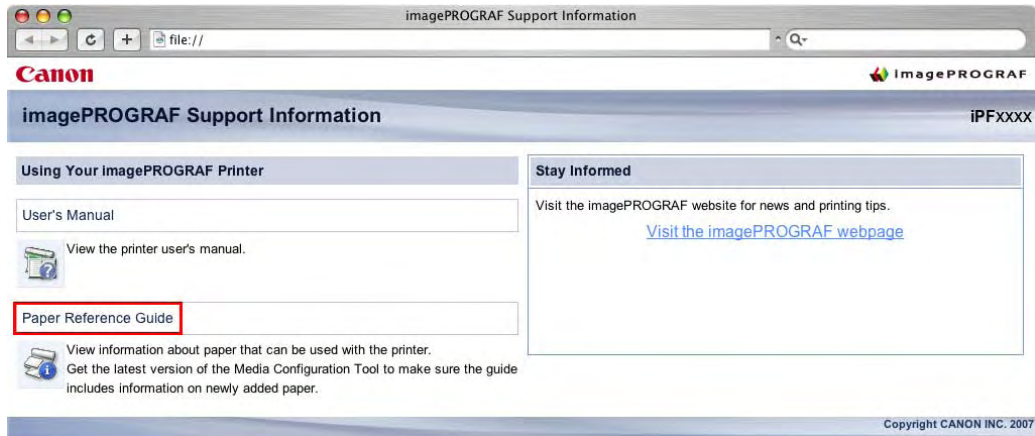 imagePROGRAF Support Information
file://
Canon
imagePROGRAF
imagePROGRAF Support Information
iPFxxxx
Using Your imagePROGRAF Printer
User's Manual
View the printer user's manual.
Paper Reference Guide
View information about paper that can be used with the printer.
Get the latest version of the Media Configuration Tool to make sure the guide
includes information on newly added paper.
Stay Informed
Visit the imagePROGRAF website for news and printing tips.
Visit the imagePROGRAF webpage
Copyright CANON INC. 2007